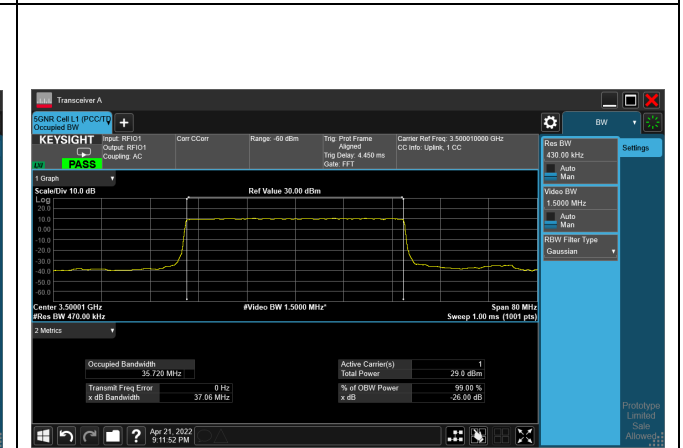 Transceiver A
5GNR Cell L1 (PCC/TD
Occupied BW
+
BW
KEYSIGHT
Input: RFIO1
Output: RFIO1
Coupling: AC
Corr CCorr
Range: -60 dBm
Trig: Prot Frame
Aligned
Trig Delay: 4.450 ms
Gate: FFT
Carrier Ref Freq: 3.500010000 GHz
CC Info: Uplink, 1 CC
PASS
1 Graph
Scale/Div 10.0 dB
Ref Value 30.00 dBm
Log
20.0
10.0
0.00
-10.0
-20.0
-30.0
-40.0
-50.0
-60.0
Center 3.50001 GHz
#Video BW 1.5000 MHz*
Span 80 MHz
#Res BW 470.00 kHz
Sweep 1.00 ms (1001 pts)
2 Metrics
Occupied Bandwidth
35.720 MHz
Transmit Freq Error 0 Hz
x dB Bandwidth 37.06 MHz
Active Carrier(s) 1
Total Power 29.0 dBm
% of OBW Power 99.00 %
x dB -26.00 dB
Res BW
430.00 kHz
Auto
Man
Video BW
1.5000 MHz
Auto
Man
RBW Filter Type
Gaussian
Settings
Prototype
Limited
Sale
Allowed
?
Apr 21, 2022
9:11:52 PM